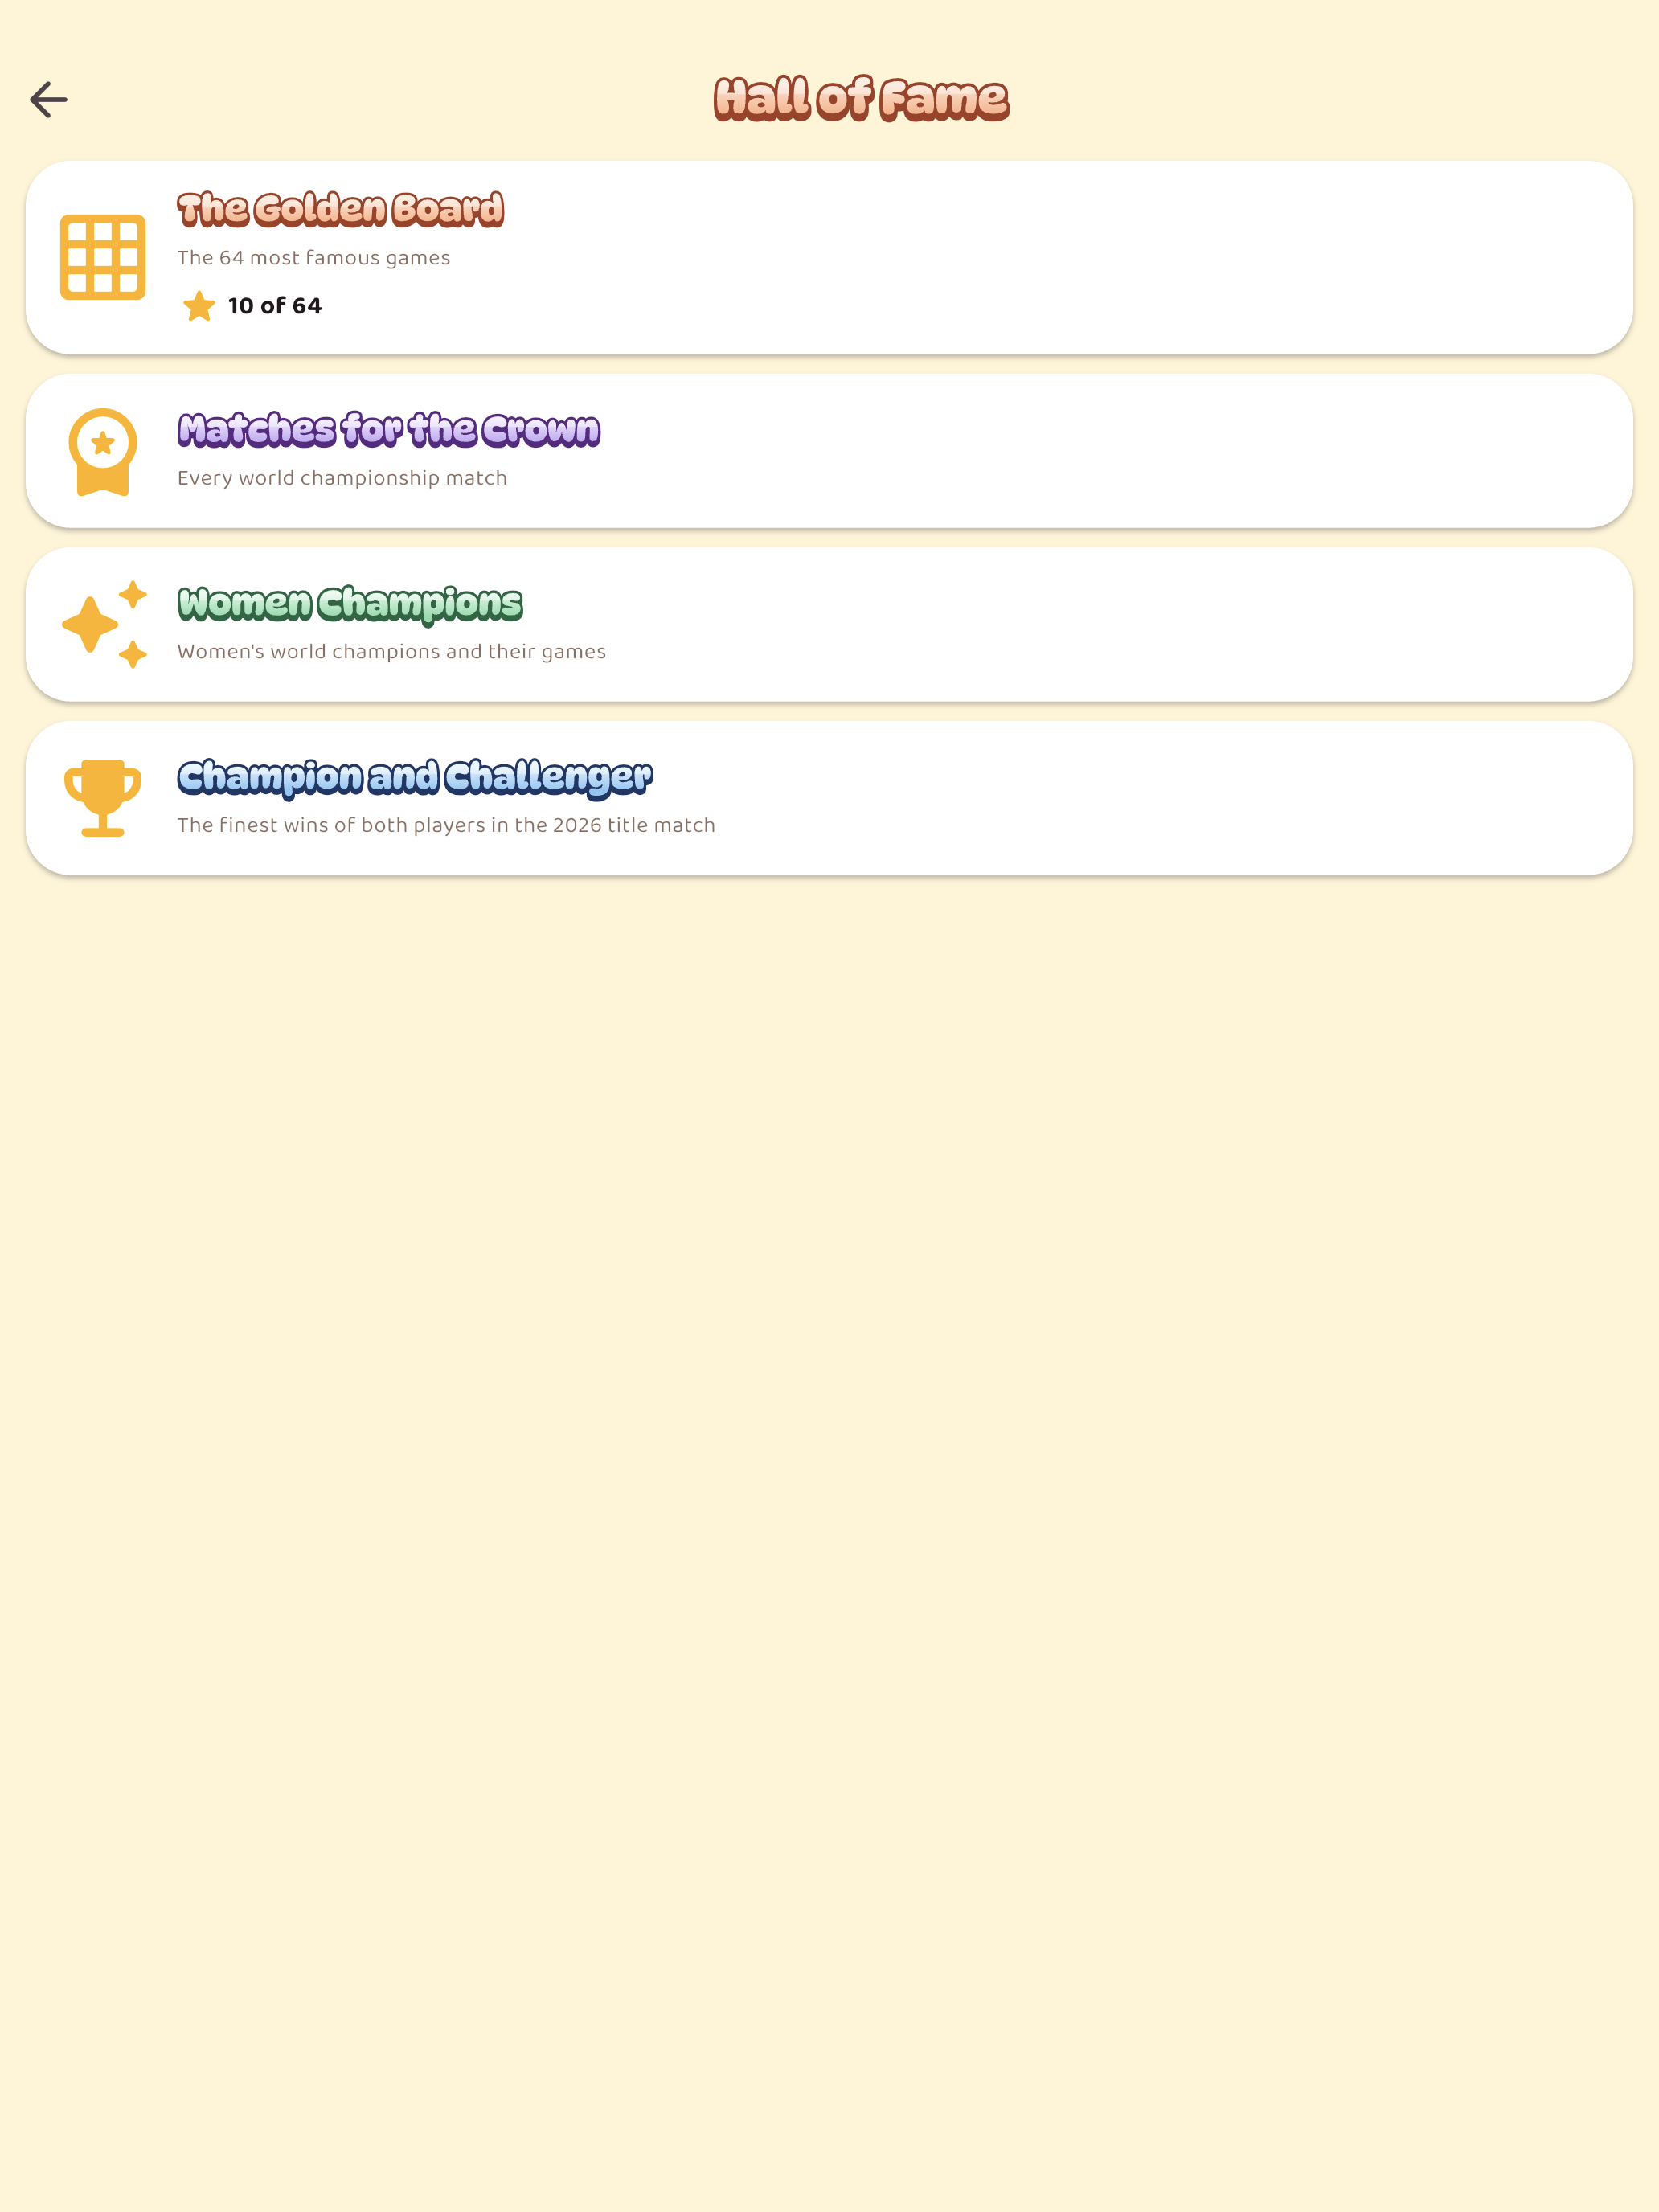 Hall of Fame
The Golden Board
The 64 most famous games
10 of 64
Matches for the Crown
Every world championship match
Women Champions
Women's world champions and their games
Champion and Challenger
The finest wins of both players in the 2026 title match